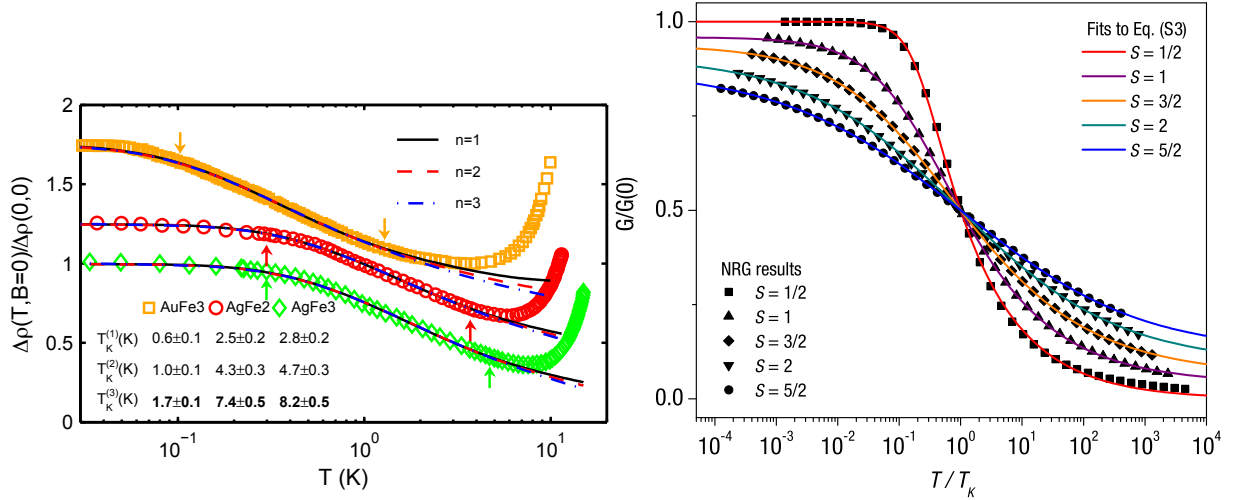 2
1.5
1
0.5
0
Δρ(T,B=0)/Δρ(0,0)
n=1
n=2
n=3
AuFe3 AgFe2 AgFe3
T_K^(1)(K) 0.6±0.1 2.5±0.2 2.8±0.2
T_K^(2)(K) 1.0±0.1 4.3±0.3 4.7±0.3
T_K^(3)(K) 1.7±0.1 7.4±0.5 8.2±0.5
10^−1 10^0 10^1
T (K)
1.0
0.5
0.0
G/G(0)
Fits to Eq. (S3)
S = 1/2
S = 1
S = 3/2
S = 2
S = 5/2
NRG results
S = 1/2
S = 1
S = 3/2
S = 2
S = 5/2
10^-4 10^-3 10^-2 10^-1 10^0 10^1 10^2 10^3 10^4
T / T_K